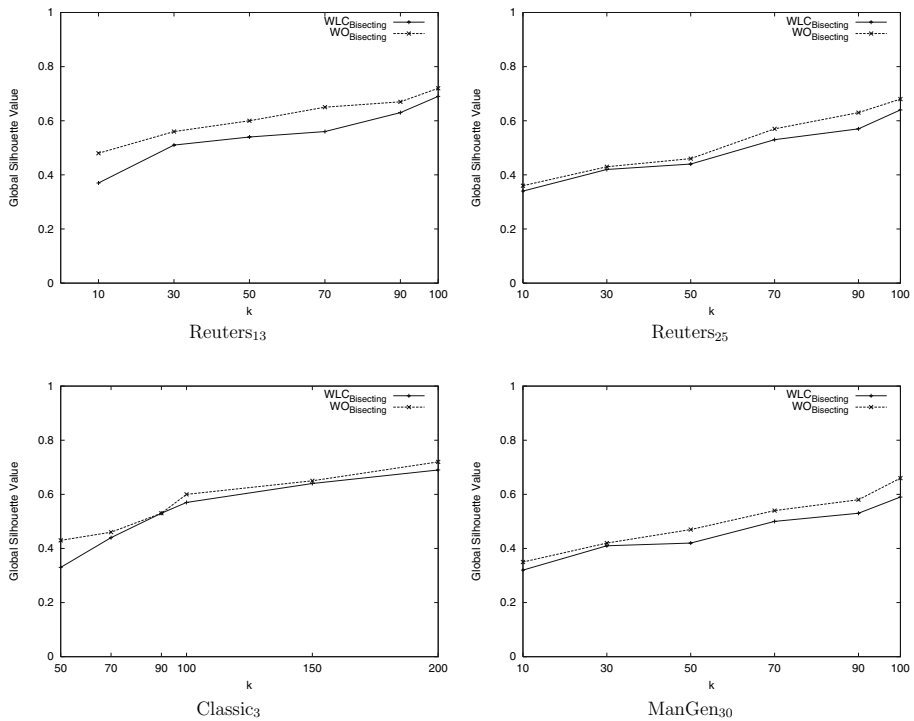 WLC_Bisecting
WO_Bisecting
1
0.8
0.6
0.4
0.2
0
Global Silhouette Value
10 30 50 70 90 100
k
Reuters₁₃
WLC_Bisecting
WO_Bisecting
1
0.8
0.6
0.4
0.2
0
Global Silhouette Value
10 30 50 70 90 100
k
Reuters₂₅
WLC_Bisecting
WO_Bisecting
1
0.8
0.6
0.4
0.2
0
Global Silhouette Value
50 70 90 100 150 200
k
Classic₃
WLC_Bisecting
WO_Bisecting
1
0.8
0.6
0.4
0.2
0
Global Silhouette Value
10 30 50 70 90 100
k
ManGen₃₀